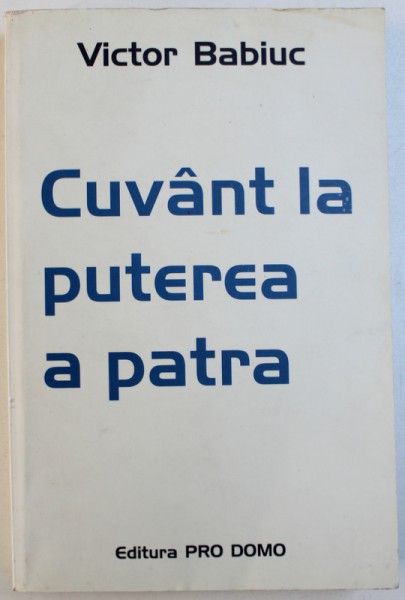 Victor Babiuc
Cuvânt la
puterea
a patra
Editura PRO DOMO